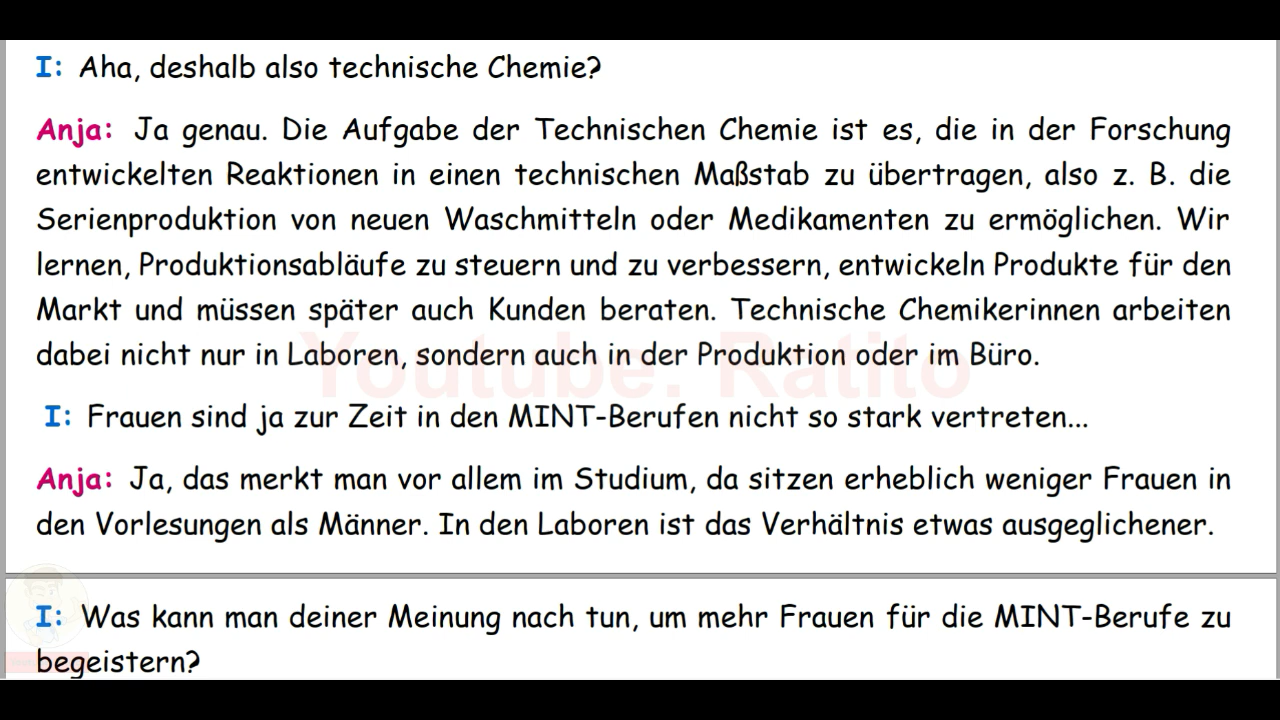 I: Aha, deshalb also technische Chemie?
Anja: Ja genau. Die Aufgabe der Technischen Chemie ist es, die in der Forschung
entwickelten Reaktionen in einen technischen Maßstab zu übertragen, also z. B. die
Serienproduktion von neuen Waschmitteln oder Medikamenten zu ermöglichen. Wir
lernen, Produktionsabläufe zu steuern und zu verbessern, entwickeln Produkte für den
Markt und müssen später auch Kunden beraten. Technische Chemikerinnen arbeiten
dabei nicht nur in Laboren, sondern auch in der Produktion oder im Büro.
Youtube. Ratito
I: Frauen sind ja zur Zeit in den MINT-Berufen nicht so stark vertreten...
Anja: Ja, das merkt man vor allem im Studium, da sitzen erheblich weniger Frauen in
den Vorlesungen als Männer. In den Laboren ist das Verhältnis etwas ausgeglichener.
I: Was kann man deiner Meinung nach tun, um mehr Frauen für die MINT-Berufe zu
begeistern?